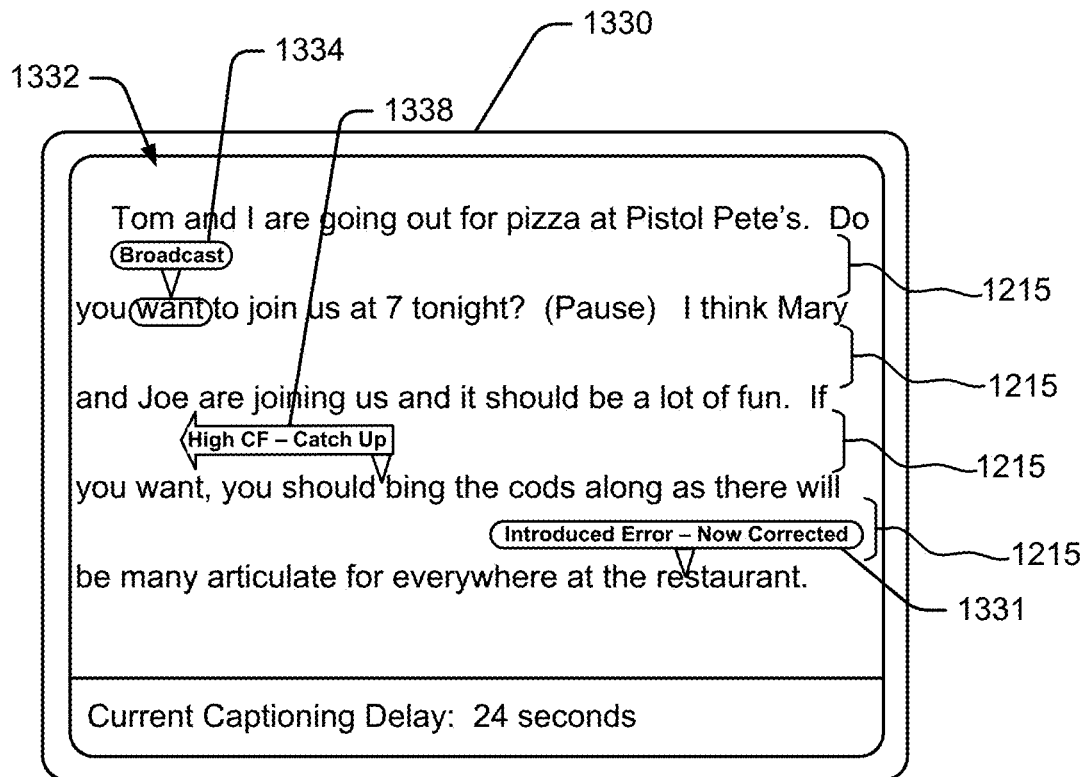 1330
1334
1332
1338
Tom and I are going out for pizza at Pistol Pete's. Do
Broadcast
1215
you want to join us at 7 tonight? (Pause) I think Mary
1215
and Joe are joining us and it should be a lot of fun. If
High CF – Catch Up
1215
you want, you should bing the cods along as there will
Introduced Error – Now Corrected
1215
be many articulate for everywhere at the restaurant.
1331
Current Captioning Delay: 24 seconds